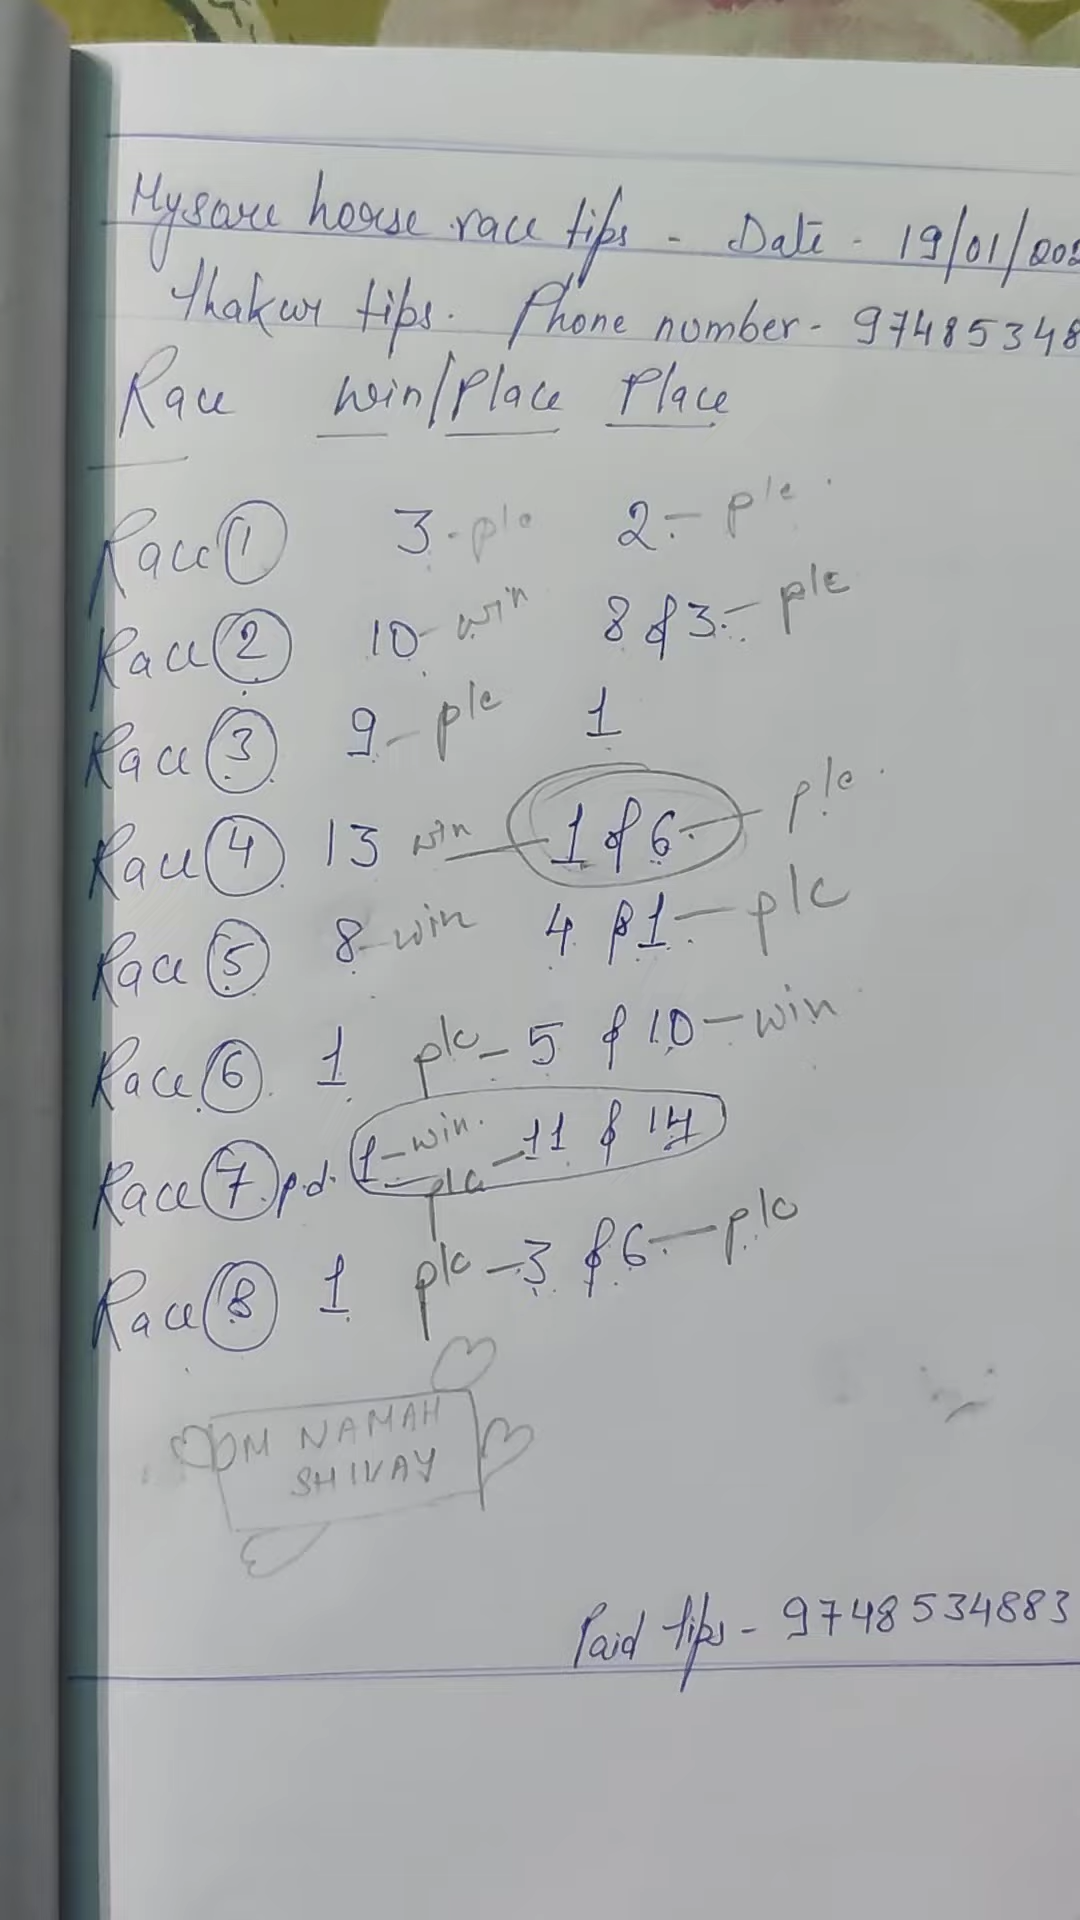 Mysore horse race tips - Date - 19/01/202
Thakur tips. Phone number - 97485348
Race Win/Place Place
Race 1 3 - plc 2 - plc.
Race 2 10 - win 8 & 3 - plc
Race 3 9 - plc 1
Race 4 13 win 1 & 6 - plc.
Race 5 8 - win 4 & 1 - plc
Race 6 1 plc - 5 & 10 - win.
Race 7 p.d. 1 - win. plc - 11 & 14
Race 8 1 plc - 3 & 6 - plc
OM NAMAH
SHIVAY
Paid tips - 9748534883